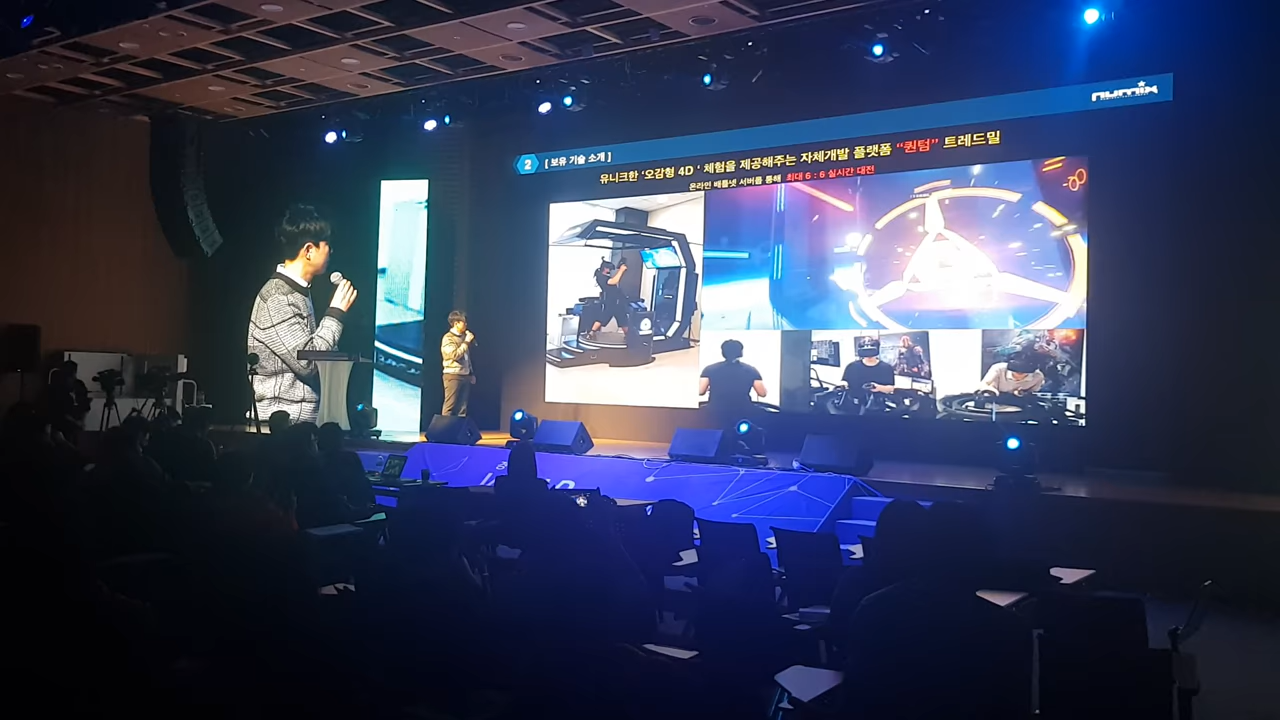 2
[ 보유 기술 소개 ]
유니크한 ‘오감형 4D ‘ 체험을 제공해주는 자체개발 플랫폼 “퀀텀” 트레드밀
온라인 배틀넷 서버를 통해 최대 6 : 6 실시간 대전